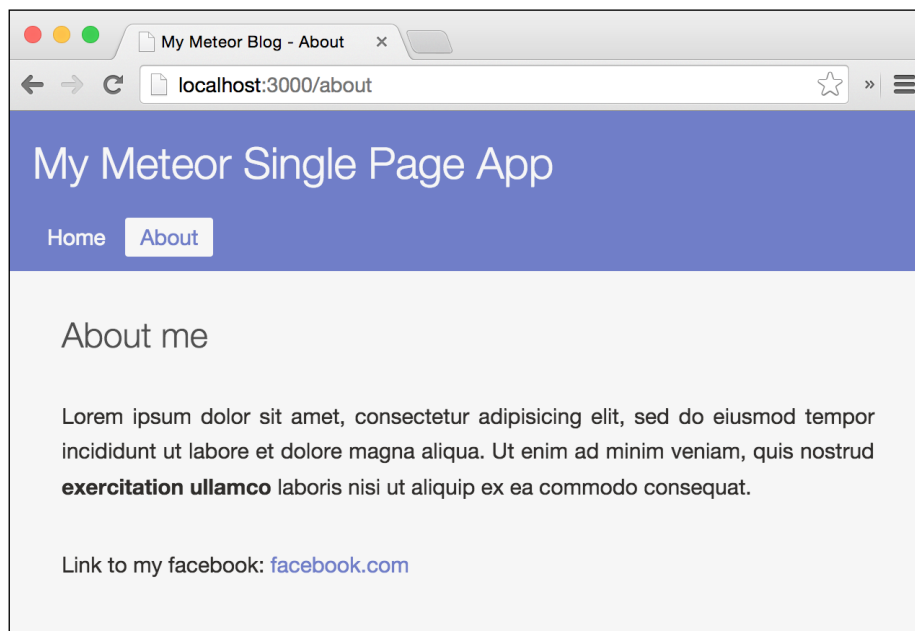 My Meteor Blog - About
localhost:3000/about
My Meteor Single Page App
Home About
About me
Lorem ipsum dolor sit amet, consectetur adipisicing elit, sed do eiusmod tempor
incididunt ut labore et dolore magna aliqua. Ut enim ad minim veniam, quis nostrud
exercitation ullamco laboris nisi ut aliquip ex ea commodo consequat.
Link to my facebook: facebook.com